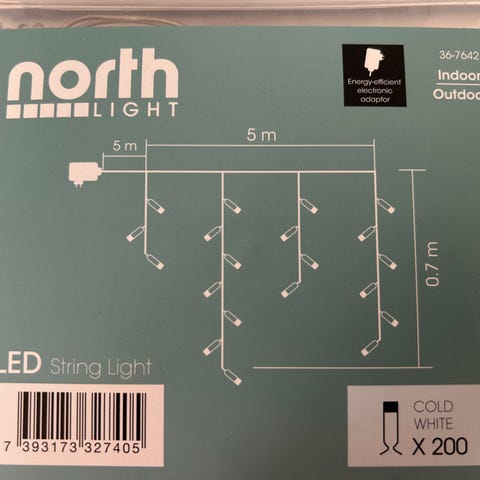 north
LIGHT
Energy-efficient
electronic
adaptor
36-7642
Indoor
Outdoor
5 m
5 m
0.7 m
LED String Light
7 393173 327405
COLD
WHITE
X 200